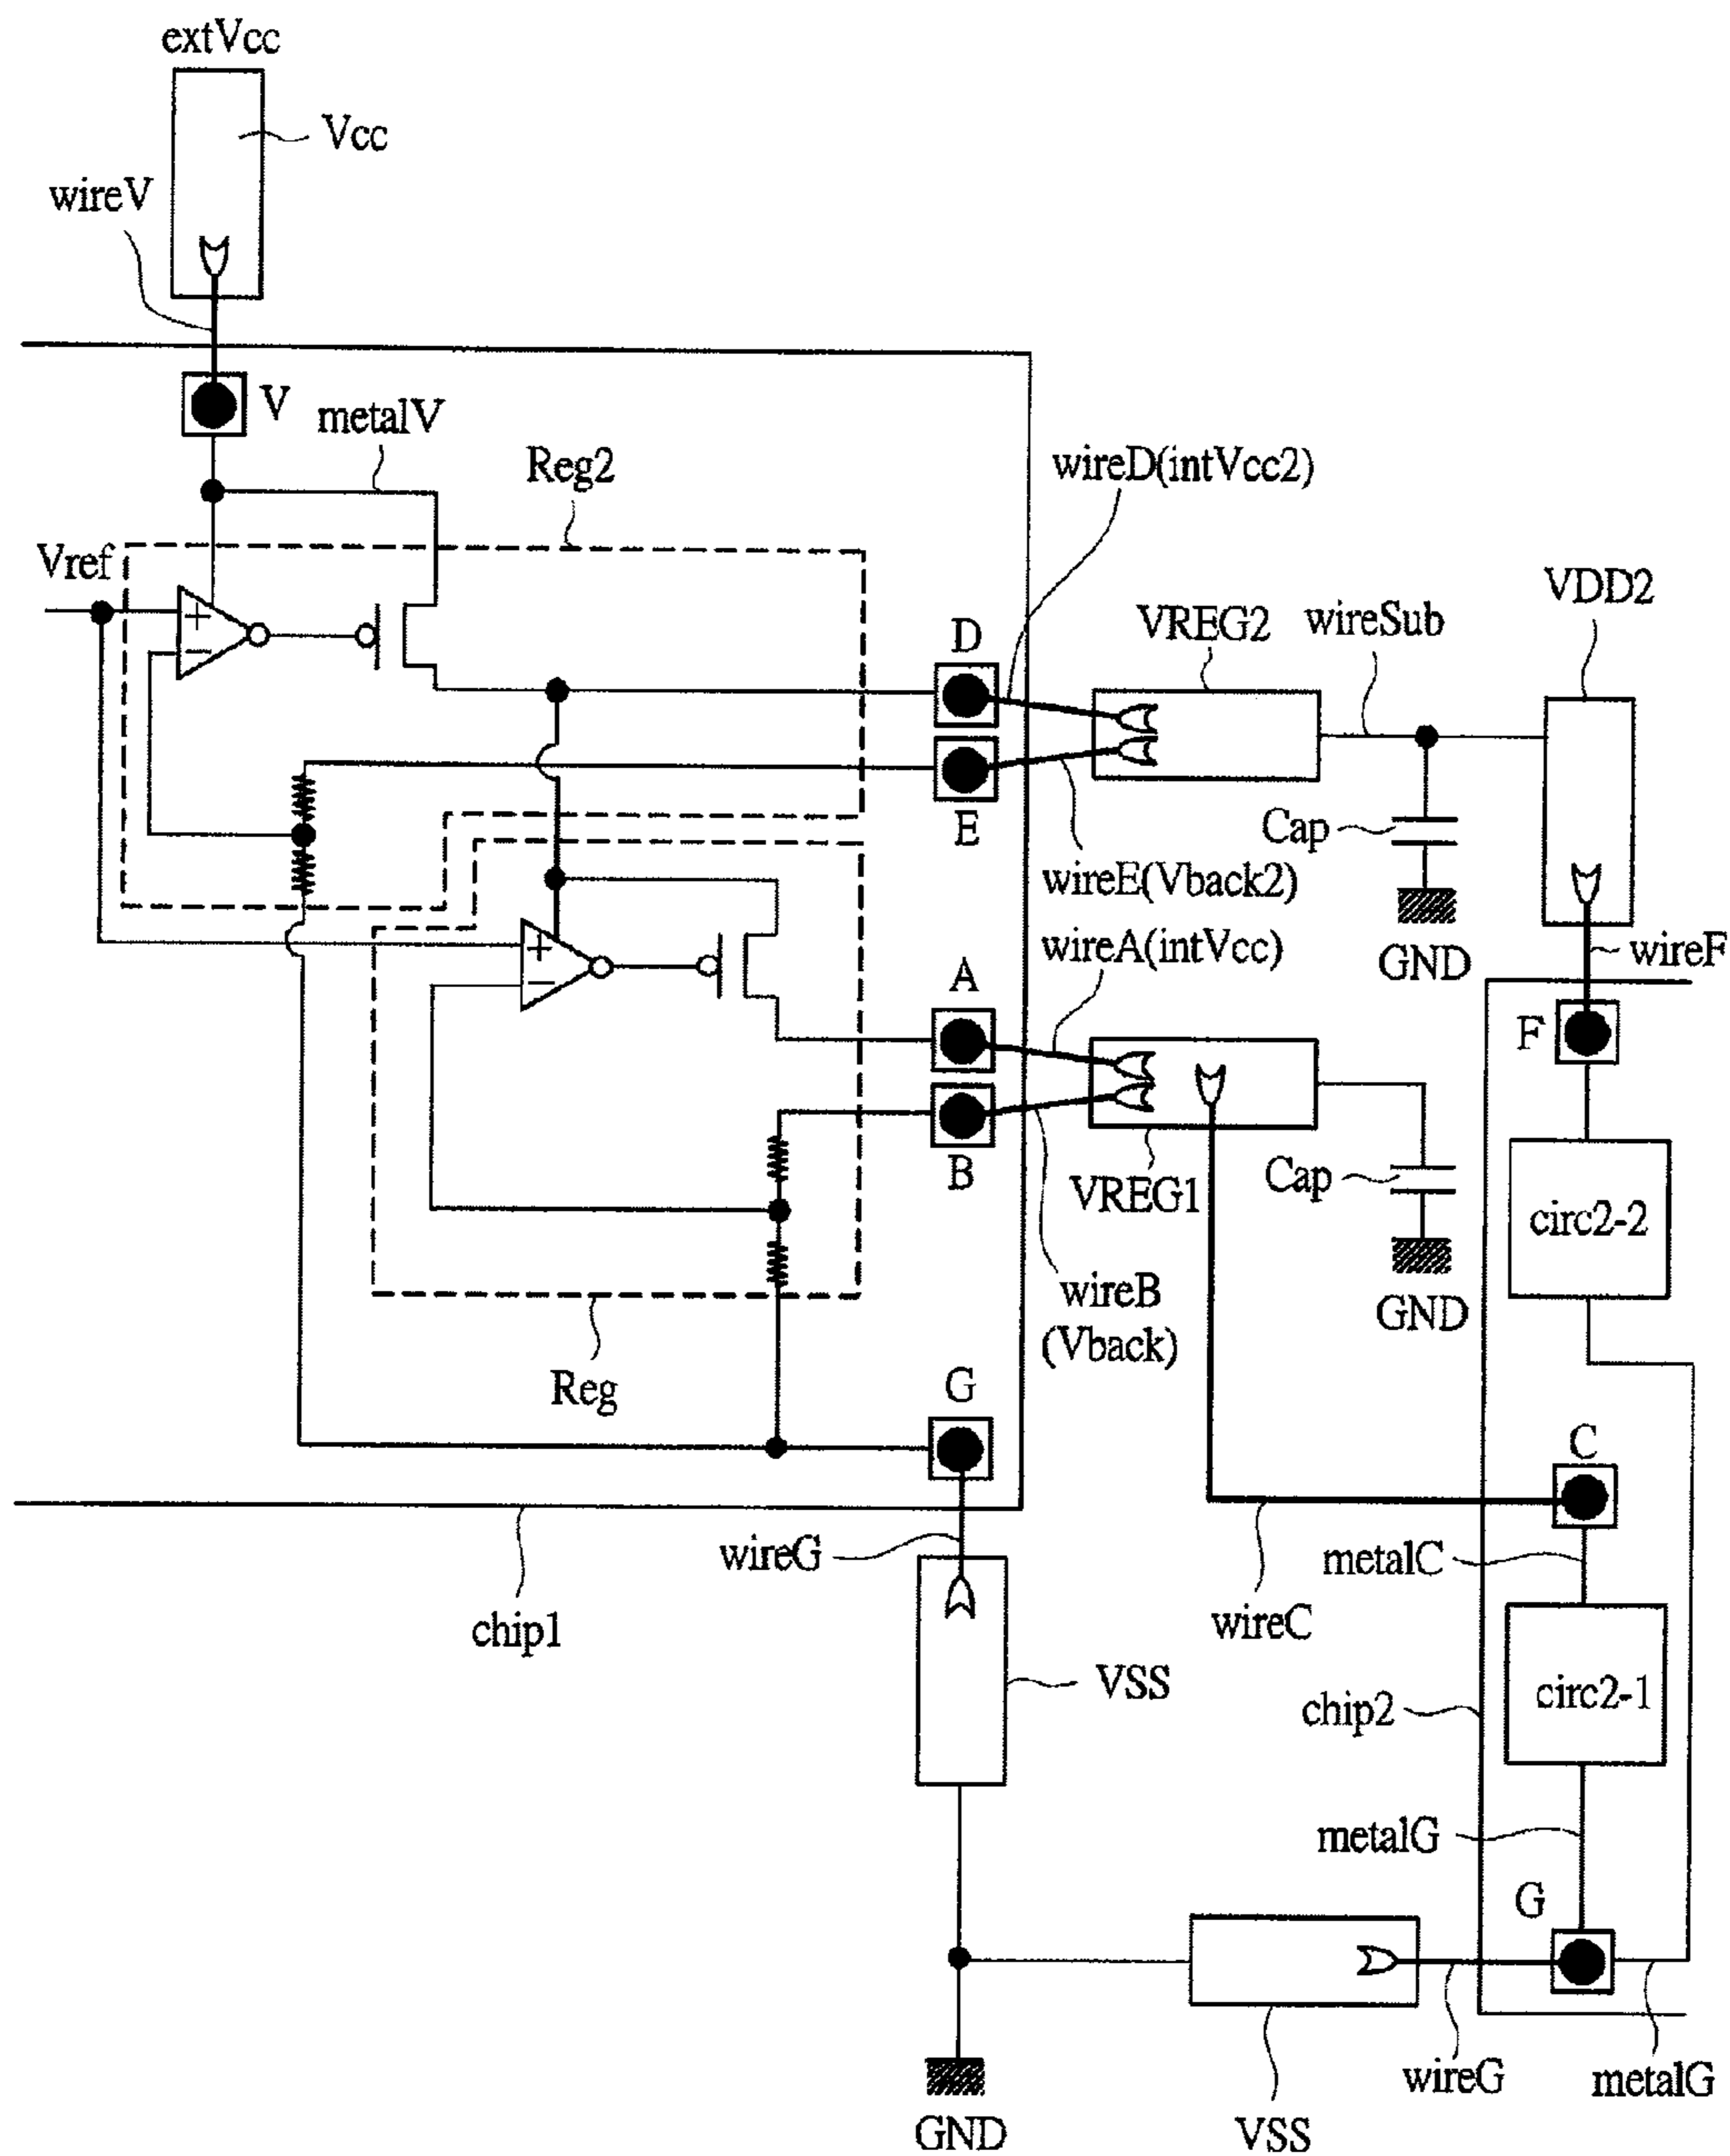 extVcc
Vcc
wireV
V
metalV
Reg2
wireD(intVcc2)
Vref
+
−
D
VREG2
wireSub
VDD2
E
Cap
wireE(Vback2)
GND
wireF
wireA(intVcc)
A
+
−
F
B
VREG1
Cap
circ2-2
wireB
(Vback)
GND
Reg
G
C
wireG
metalC
chip1
wireC
VSS
chip2
circ2-1
metalG
G
wireG
metalG
GND
VSS